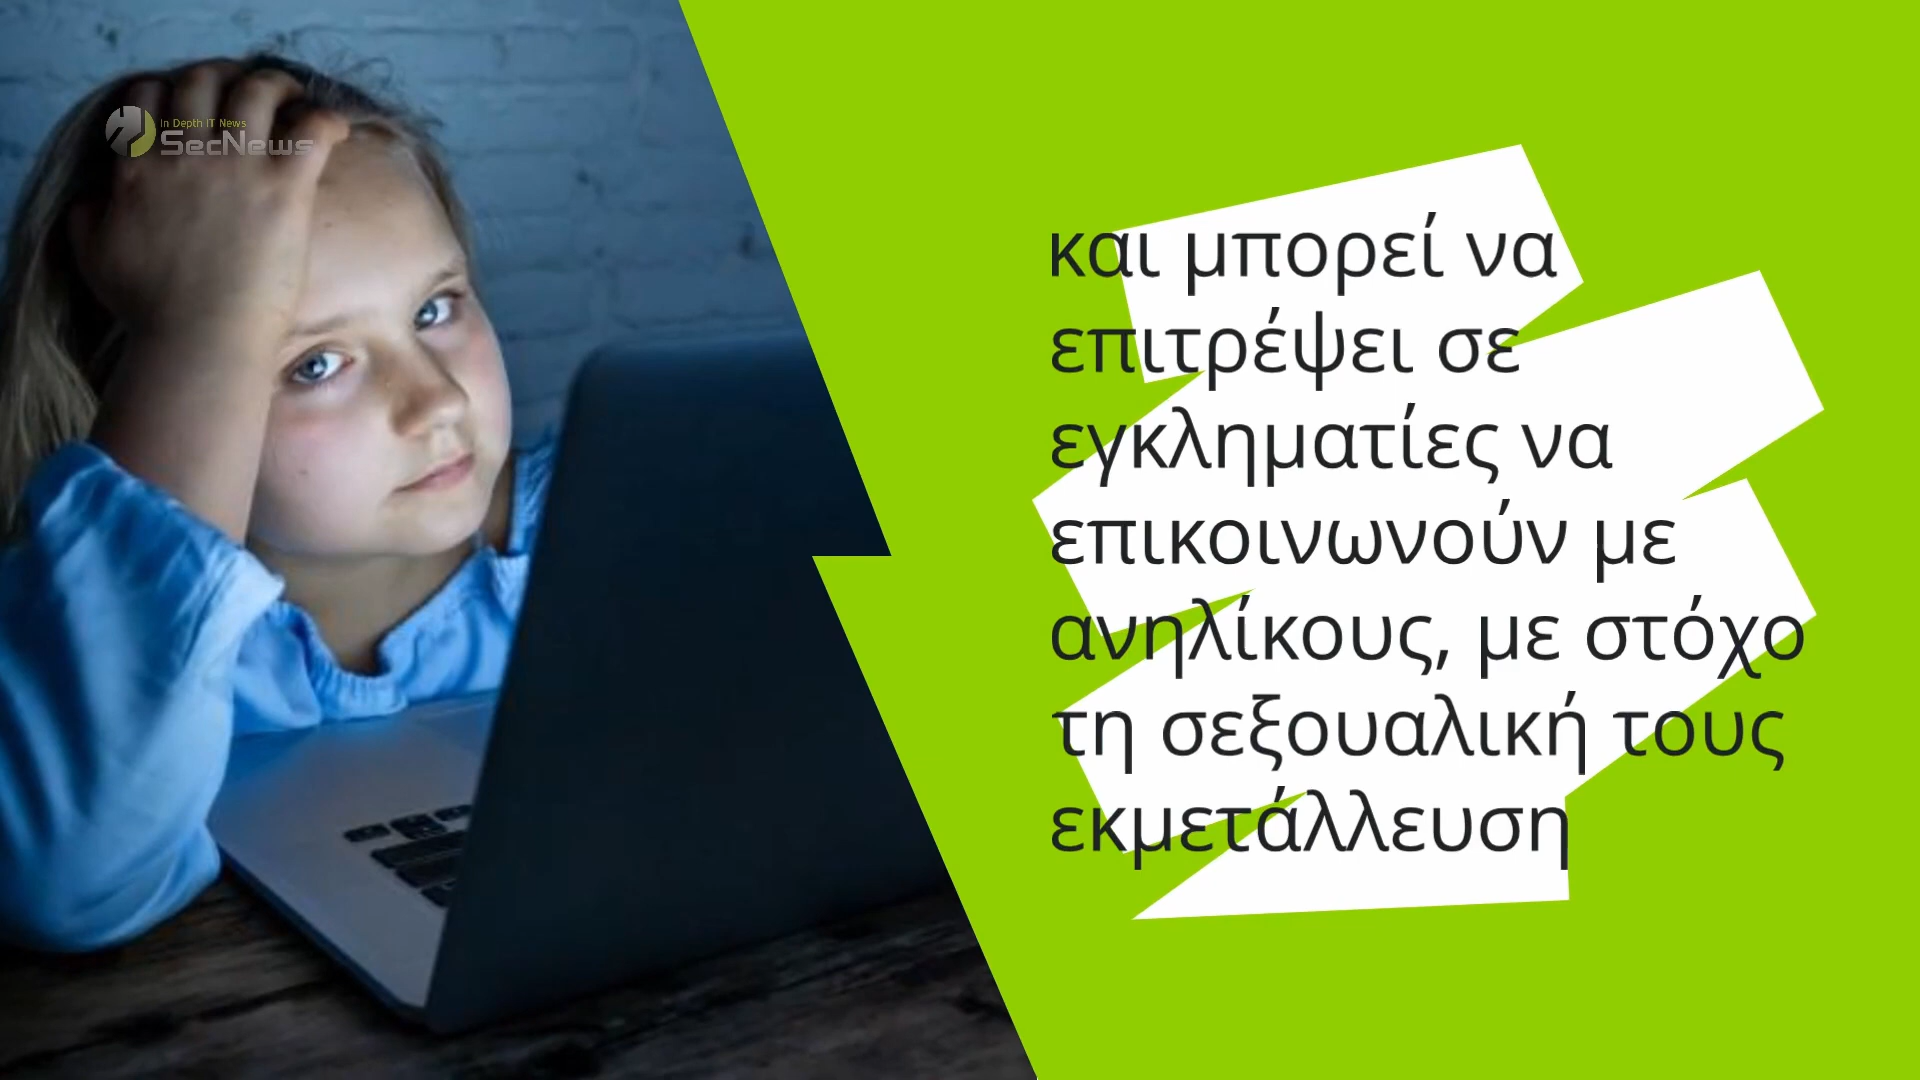 In Depth IT News
SecNews
και μπορεί να
επιτρέψει σε
εγκληματίες να
επικοινωνούν με
ανηλίκους, με στόχο
τη σεξουαλική τους
εκμετάλλευση